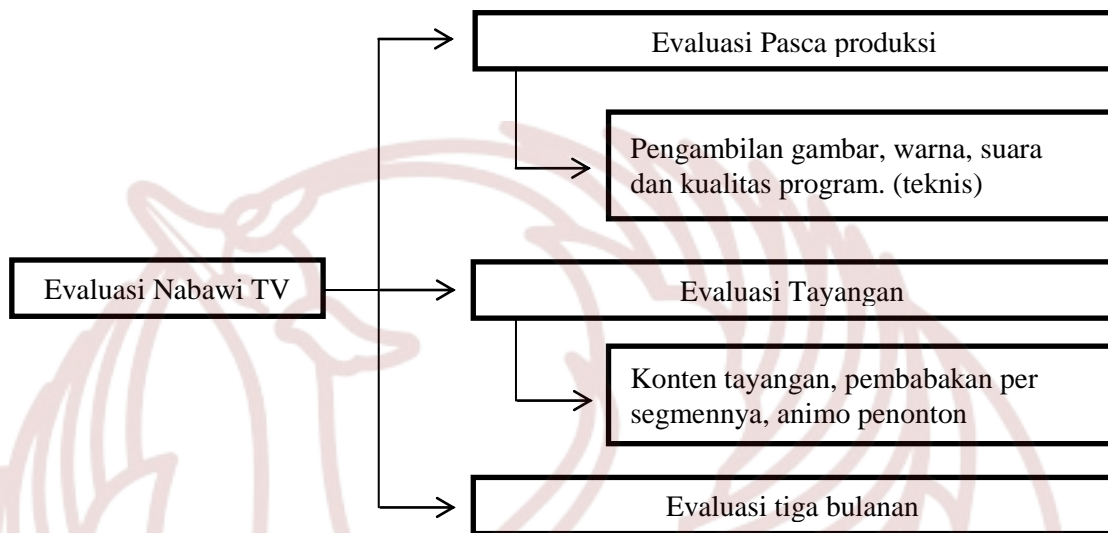 Evaluasi Pasca produksi
Pengambilan gambar, warna, suara
dan kualitas program. (teknis)
Evaluasi Nabawi TV
Evaluasi Tayangan
Konten tayangan, pembabakan per
segmennya, animo penonton
Evaluasi tiga bulanan